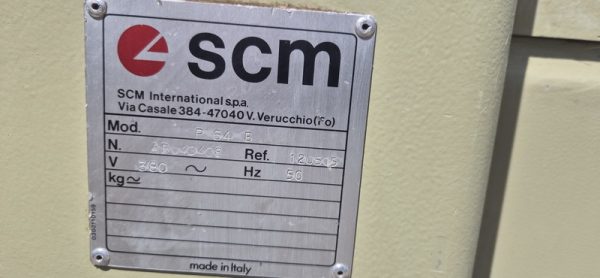 scm
SCM International s.p.a.
Via Casale 384-47040 V. Verucchio (Fo)
Mod.
N. Ref.
V 380 ~ Hz 50
kg ≃
made in Italy